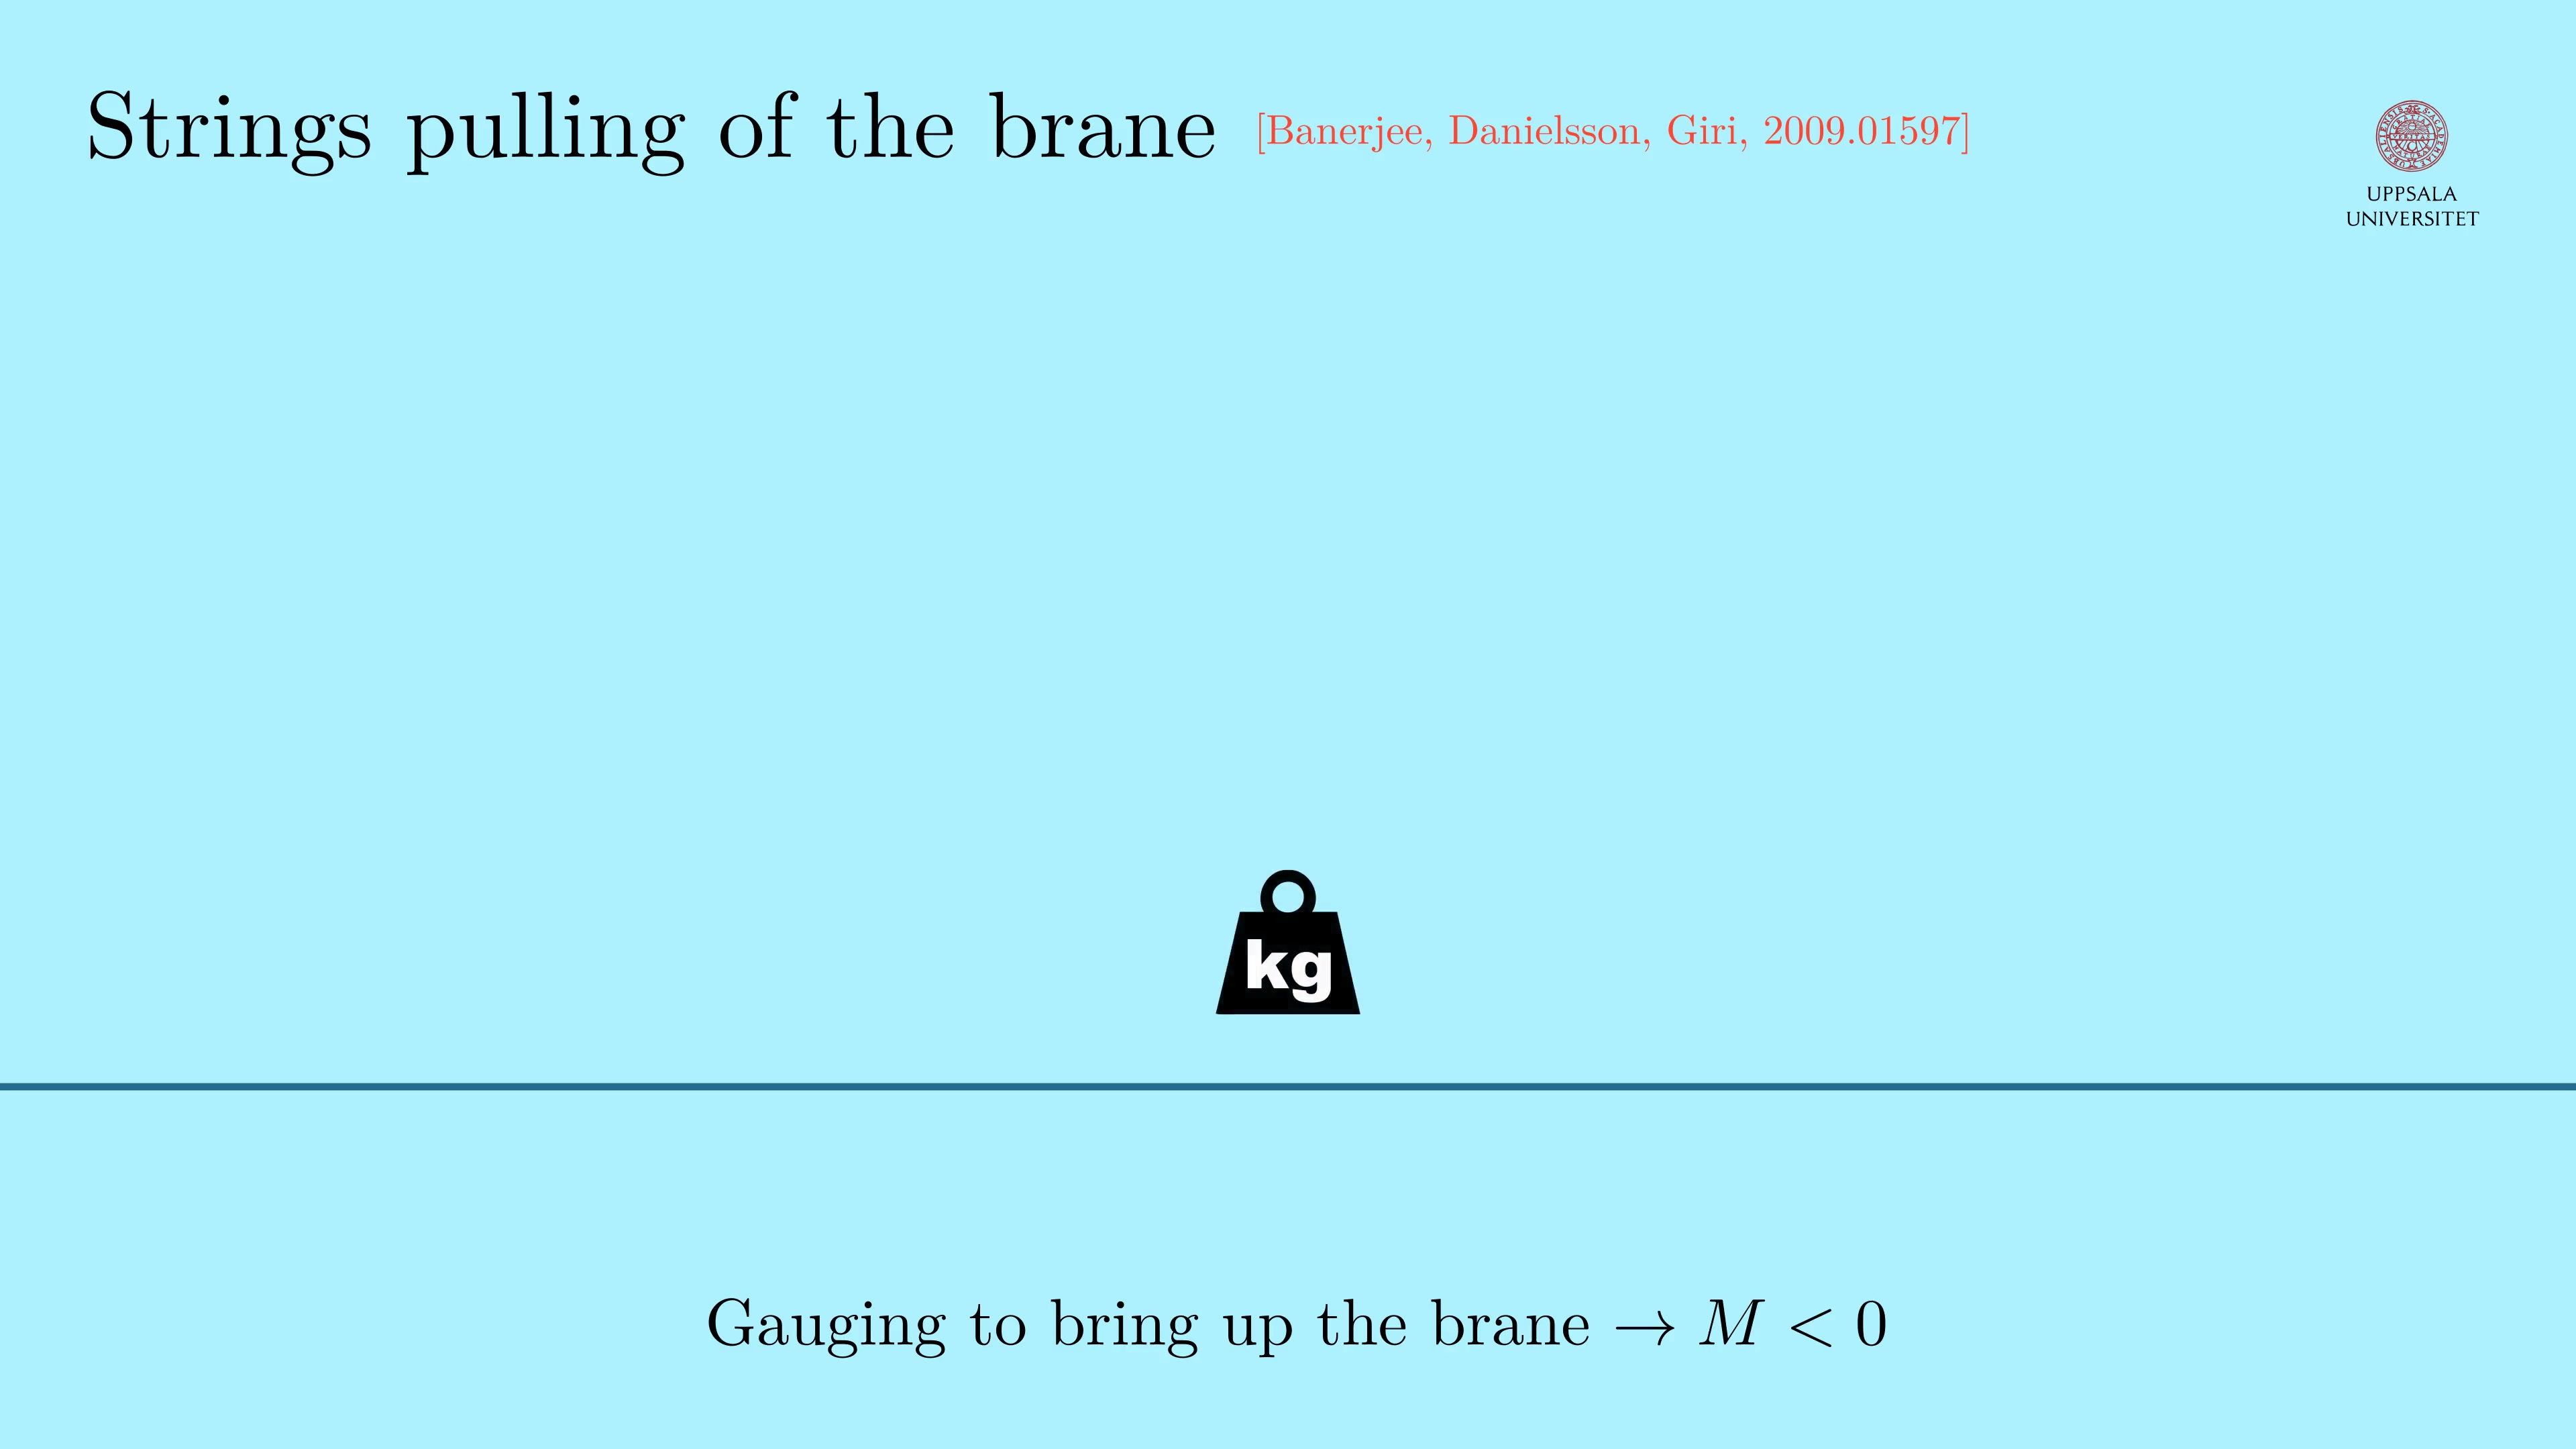 Strings pulling of the brane [Banerjee, Danielsson, Giri, 2009.01597]
UPPSALA
UNIVERSITET
kg
Gauging to bring up the brane → M < 0